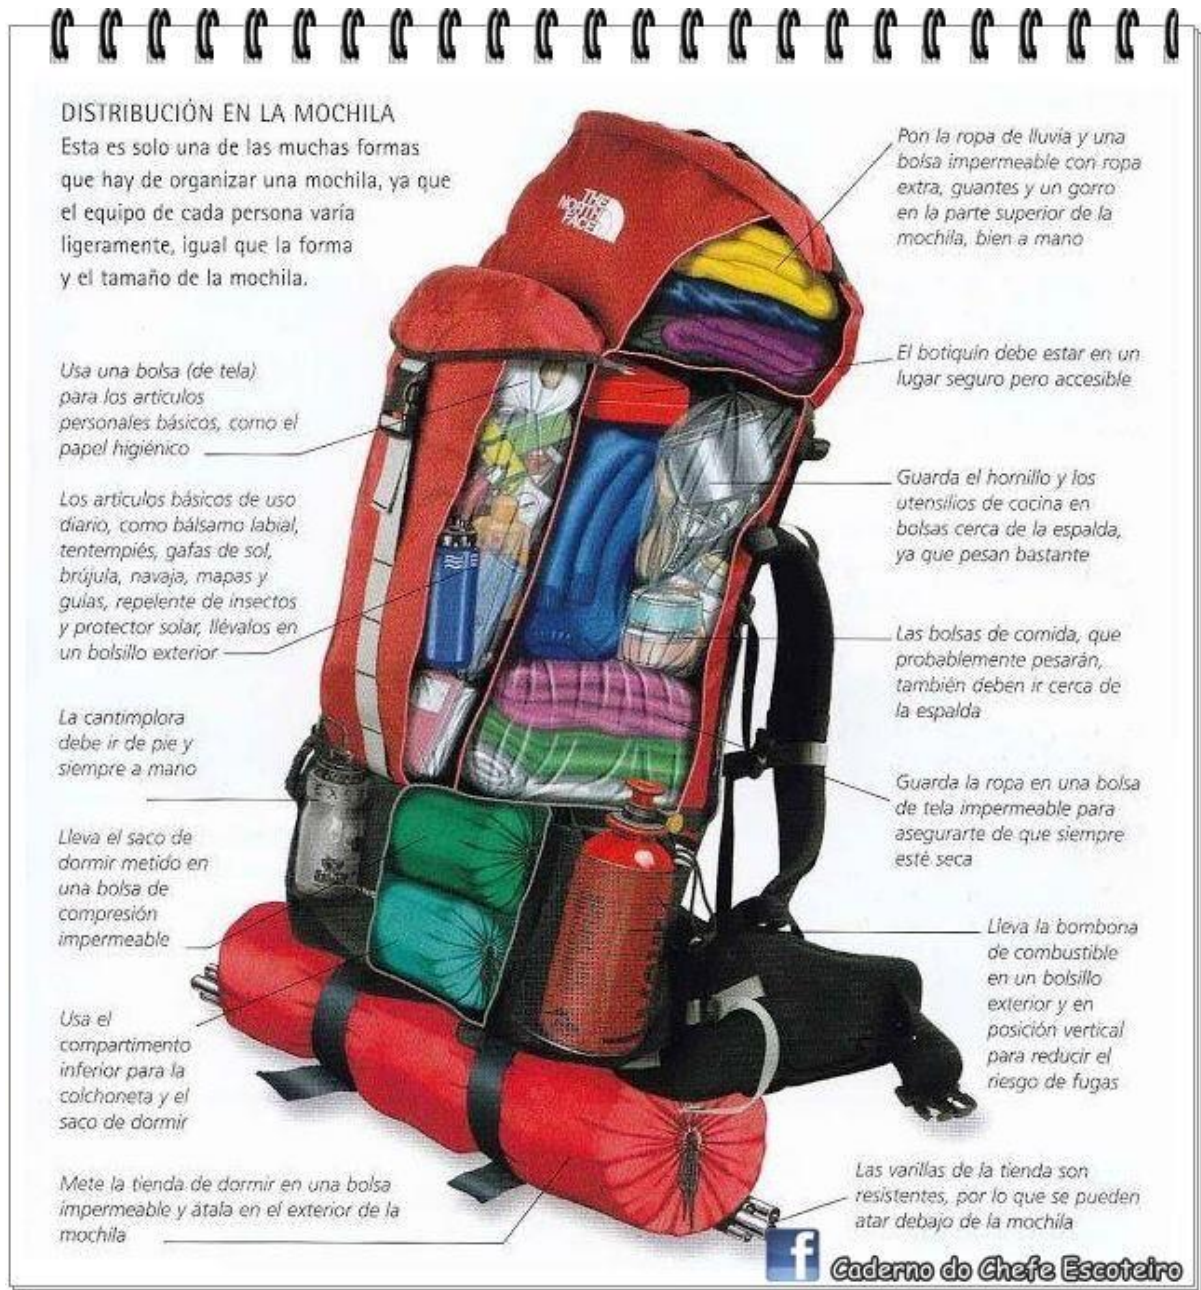 DISTRIBUCIÓN EN LA MOCHILA
Esta es solo una de las muchas formas
que hay de organizar una mochila, ya que
el equipo de cada persona varía
ligeramente, igual que la forma
y el tamaño de la mochila.
THE
NORTH
FACE
Pon la ropa de lluvia y una
bolsa impermeable con ropa
extra, guantes y un gorro
en la parte superior de la
mochila, bien a mano
El botiquín debe estar en un
lugar seguro pero accesible
Guarda el hornillo y los
utensilios de cocina en
bolsas cerca de la espalda,
ya que pesan bastante
Las bolsas de comida, que
probablemente pesarán,
también deben ir cerca de
la espalda
Guarda la ropa en una bolsa
de tela impermeable para
asegurarte de que siempre
esté seca
Lleva la bombona
de combustible
en un bolsillo
exterior y en
posición vertical
para reducir el
riesgo de fugas
Las varillas de la tienda son
resistentes, por lo que se pueden
atar debajo de la mochila
Usa una bolsa (de tela)
para los artículos
personales básicos, como el
papel higiénico
Los artículos básicos de uso
diario, como bálsamo labial,
tentempiés, gafas de sol,
brújula, navaja, mapas y
guías, repelente de insectos
y protector solar, llévalos en
un bolsillo exterior
La cantimplora
debe ir de pie y
siempre a mano
Lleva el saco de
dormir metido en
una bolsa de
compresión
impermeable
Usa el
compartimento
inferior para la
colchoneta y el
saco de dormir
Mete la tienda de dormir en una bolsa
impermeable y átala en el exterior de la
mochila
f Caderno do Chefe Escoteiro